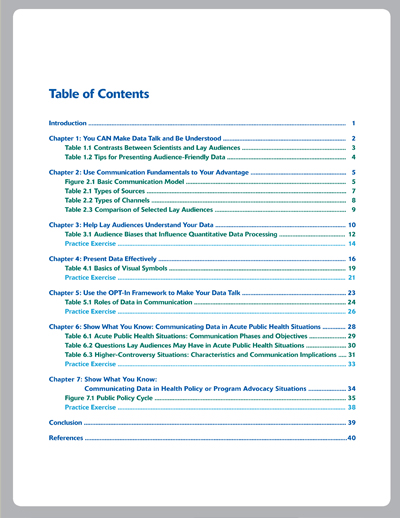 Table of Contents
Introduction 1
Chapter 1: You CAN Make Data Talk and Be Understood 2
Table 1.1 Contrasts Between Scientists and Lay Audiences 3
Table 1.2 Tips for Presenting Audience-Friendly Data 4
Chapter 2: Use Communication Fundamentals to Your Advantage 5
Figure 2.1 Basic Communication Model 5
Table 2.1 Types of Sources 7
Table 2.2 Types of Channels 8
Table 2.3 Comparison of Selected Lay Audiences 9
Chapter 3: Help Lay Audiences Understand Your Data 10
Table 3.1 Audience Biases that Influence Quantitative Data Processing 12
Practice Exercise 14
Chapter 4: Present Data Effectively 16
Table 4.1 Basics of Visual Symbols 19
Practice Exercise 21
Chapter 5: Use the OPT-In Framework to Make Your Data Talk 23
Table 5.1 Roles of Data in Communication 24
Practice Exercise 26
Chapter 6: Show What You Know: Communicating Data in Acute Public Health Situations 28
Table 6.1 Acute Public Health Situations: Communication Phases and Objectives 29
Table 6.2 Questions Lay Audiences May Have in Acute Public Health Situations 30
Table 6.3 Higher-Controversy Situations: Characteristics and Communication Implications 31
Practice Exercise 33
Chapter 7: Show What You Know:
Communicating Data in Health Policy or Program Advocacy Situations 34
Figure 7.1 Public Policy Cycle 35
Practice Exercise 38
Conclusion 39
References 40